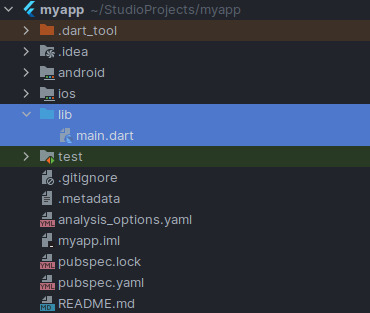 myapp ~/StudioProjects/myapp
.dart_tool
.idea
android
ios
lib
main.dart
test
.gitignore
.metadata
analysis_options.yaml
myapp.iml
pubspec.lock
pubspec.yaml
README.md